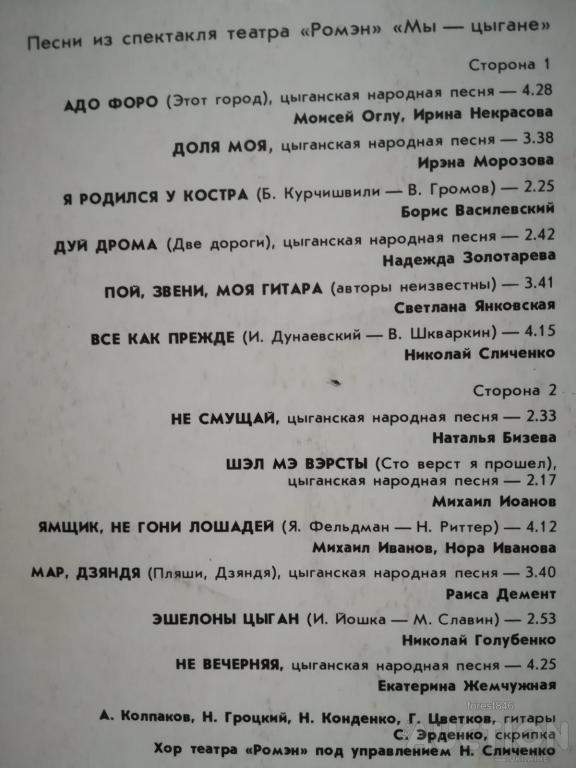 Песни из спектакля театра «Ромэн» «Мы — цыгане»
Сторона 1
АДО ФОРО (Этот город), цыганская народная песня — 4.28
Моисей Оглу, Ирина Некрасова
ДОЛЯ МОЯ, цыганская народная песня — 3.38
Ирэна Морозова
Я РОДИЛСЯ У КОСТРА (Б. Курчишвили — В. Громов) — 2.25
Борис Василевский
ДУЙ ДРОМА (Две дороги), цыганская народная песня — 2.42
Надежда Золотарева
ПОЙ, ЗВЕНИ, МОЯ ГИТАРА (авторы неизвестны) — 3.41
Светлана Янковская
ВСЕ КАК ПРЕЖДЕ (И. Дунаевский — В. Шкваркин) — 4.15
Николай Сличенко
Сторона 2
НЕ СМУЩАЙ, цыганская народная песня — 2.33
Наталья Бизева
ШЭЛ МЭ ВЭРСТЫ (Сто верст я прошел),
цыганская народная песня — 2.17
Михаил Иоанов
ЯМЩИК, НЕ ГОНИ ЛОШАДЕЙ (Я. Фельдман — Н. Риттер) — 4.12
Михаил Иванов, Нора Иванова
МАР, ДЗЯНДЯ (Пляши, Дзяндя), цыганская народная песня — 3.40
Раиса Демент
ЭШЕЛОНЫ ЦЫГАН (И. Йошка — М. Славин) — 2.53
Николай Голубенко
НЕ ВЕЧЕРНЯЯ, цыганская народная песня — 4.25
Екатерина Жемчужная
forest846
А. Колпаков, Н. Гроцкий, Н. Конденко, Г. Цветков, гитары
С. Эрденко, скрипка
Хор театра «Ромэн» под управлением Н. Сличенко
UKRAINE